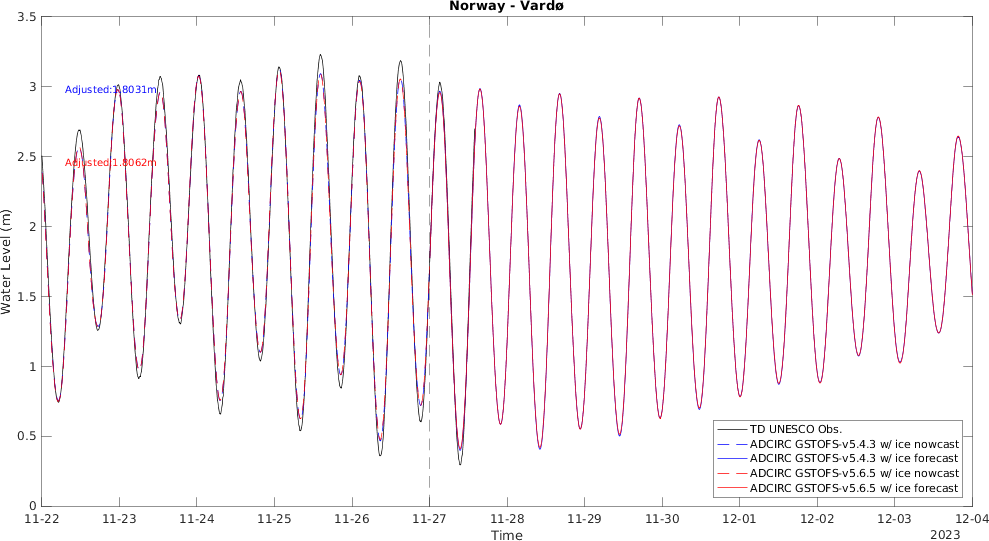 Norway - Vardø
3.5
3
2.5
2
1.5
1
0.5
0
Water Level (m)
Adjusted:1.8031m
Adjusted:1.8062m
TD UNESCO Obs.
ADCIRC GSTOFS-v5.4.3 w/ ice nowcast
ADCIRC GSTOFS-v5.4.3 w/ ice forecast
ADCIRC GSTOFS-v5.6.5 w/ ice nowcast
ADCIRC GSTOFS-v5.6.5 w/ ice forecast
11-22 11-23 11-24 11-25 11-26 11-27 11-28 11-29 11-30 12-01 12-02 12-03 12-04
Time
2023